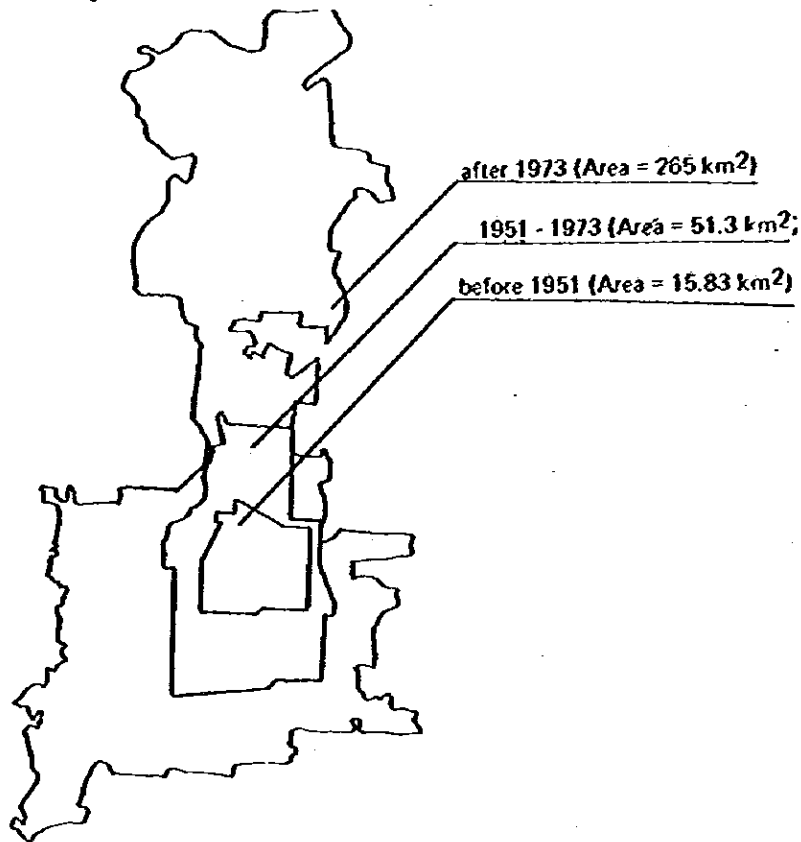 after 1973 (Area = 265 km²)
1951 - 1973 (Area = 51.3 km²;
before 1951 (Area = 15.83 km²)